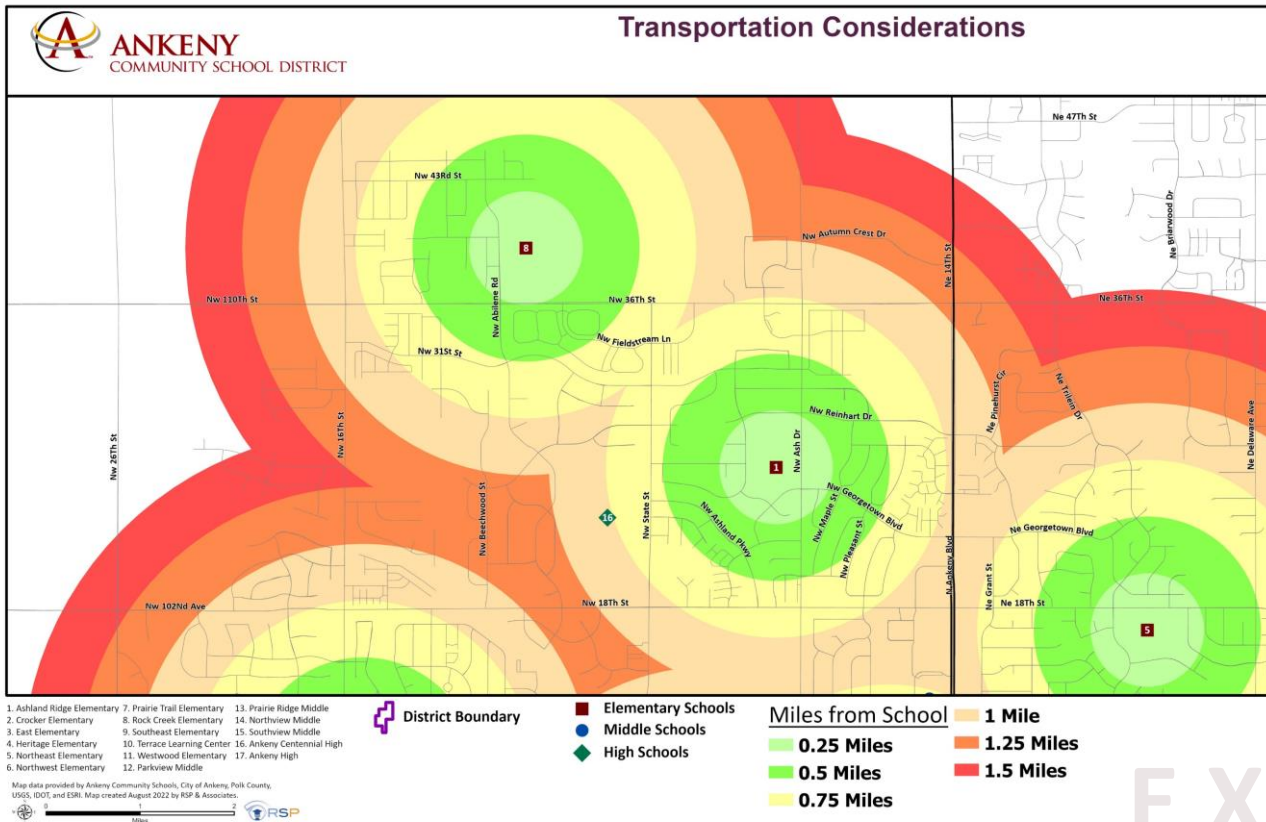 Transportation Considerations
ANKENY
COMMUNITY SCHOOL DISTRICT
Ne 47Th St
Nw 43Rd St
Ne Briarwood Dr
Nw Autumn Crest Dr
8
Ne 14Th St
Nw Abilene Rd
Nw 110Th St
Nw 36Th St
Ne 36Th St
Nw Fieldstream Ln
Nw 31St St
Ne Pinehurst Cir
Ne Trilein Dr
Nw Reinhart Dr
Nw 16Th St
Nw 26Th St
Nw Ash Dr
Ne Delaware Ave
1
Nw Beechwood St
Nw State St
16
Nw Ashland Pkwy
Nw Maple St
Nw Georgetown Blvd
Nw Pleasant St
Ne Georgetown Blvd
N Ankeny Blvd
Ne Grant St
Nw 102Nd Ave
Nw 18Th St
Ne 18Th St
5
1. Ashland Ridge Elementary
2. Crocker Elementary
3. East Elementary
4. Heritage Elementary
5. Northeast Elementary
6. Northwest Elementary
7. Prairie Trail Elementary
8. Rock Creek Elementary
9. Southeast Elementary
10. Terrace Learning Center
11. Westwood Elementary
12. Parkview Middle
13. Prairie Ridge Middle
14. Northview Middle
15. Southview Middle
16. Ankeny Centennial High
17. Ankeny High
District Boundary
Elementary Schools
Middle Schools
High Schools
Miles from School
0.25 Miles
0.5 Miles
0.75 Miles
1 Mile
1.25 Miles
1.5 Miles
Map data provided by Ankeny Community Schools, City of Ankeny, Polk County,
USGS, IDOT, and ESRI. Map created August 2022 by RSP & Associates.
0 1 2
Miles
RSP
E X